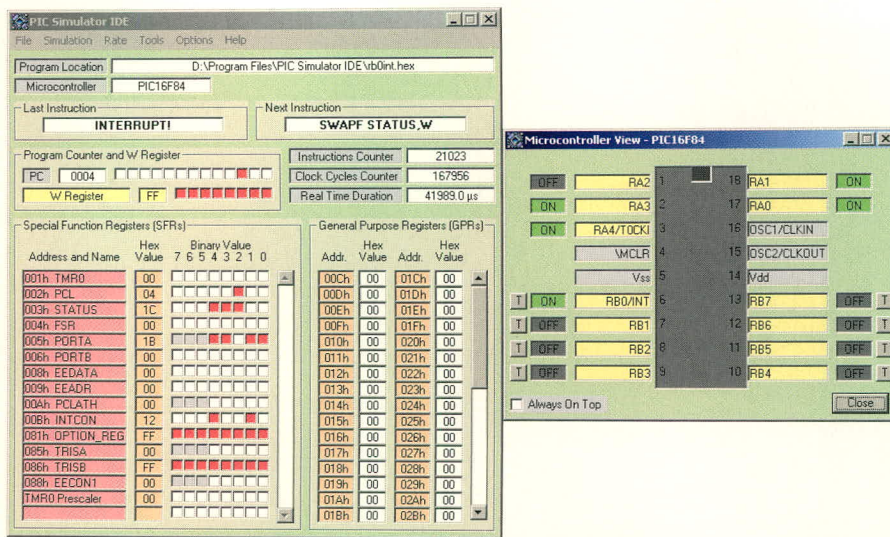 PIC Simulator IDE
File Simulation Rate Tools Options Help
Program Location D:\Program Files\PIC Simulator IDE\rb0int.hex
Microcontroller PIC16F84
Last Instruction
INTERRUPT!
Next Instruction
SWAPF STATUS,W
Program Counter and W Register
PC 0004
W Register FF
Instructions Counter 21023
Clock Cycles Counter 167956
Real Time Duration 41989.0 µs
Special Function Registers (SFRs)
Address and Name Hex Value Binary Value
7 6 5 4 3 2 1 0
001h TMR0 00
002h PCL 04
003h STATUS 1C
004h FSR 00
005h PORTA 1B
006h PORTB 00
008h EEDATA 00
009h EEADR 00
00Ah PCLATH 00
00Bh INTCON 12
081h OPTION_REG FF
085h TRISA 00
086h TRISB FF
088h EECON1 00
TMR0 Prescaler 00
General Purpose Registers (GPRs)
Addr. Hex Value Addr. Hex Value
00Ch 00 01Ch 00
00Dh 00 01Dh 00
00Eh 00 01Eh 00
00Fh 00 01Fh 00
010h 00 020h 00
011h 00 021h 00
012h 00 022h 00
013h 00 023h 00
014h 00 024h 00
015h 00 025h 00
016h 00 026h 00
017h 00 027h 00
018h 00 028h 00
019h 00 029h 00
01Ah 00 02Ah 00
01Bh 00 02Bh 00
Microcontroller View - PIC16F84
OFF RA2 1 18 RA1 ON
ON RA3 2 17 RA0 ON
ON RA4/T0CKI 3 16 OSC1/CLKIN
\MCLR 4 15 OSC2/CLKOUT
Vss 5 14 Vdd
T ON RB0/INT 6 13 RB7 OFF T
T OFF RB1 7 12 RB6 OFF T
T OFF RB2 8 11 RB5 OFF T
T OFF RB3 9 10 RB4 OFF T
Always On Top
Close